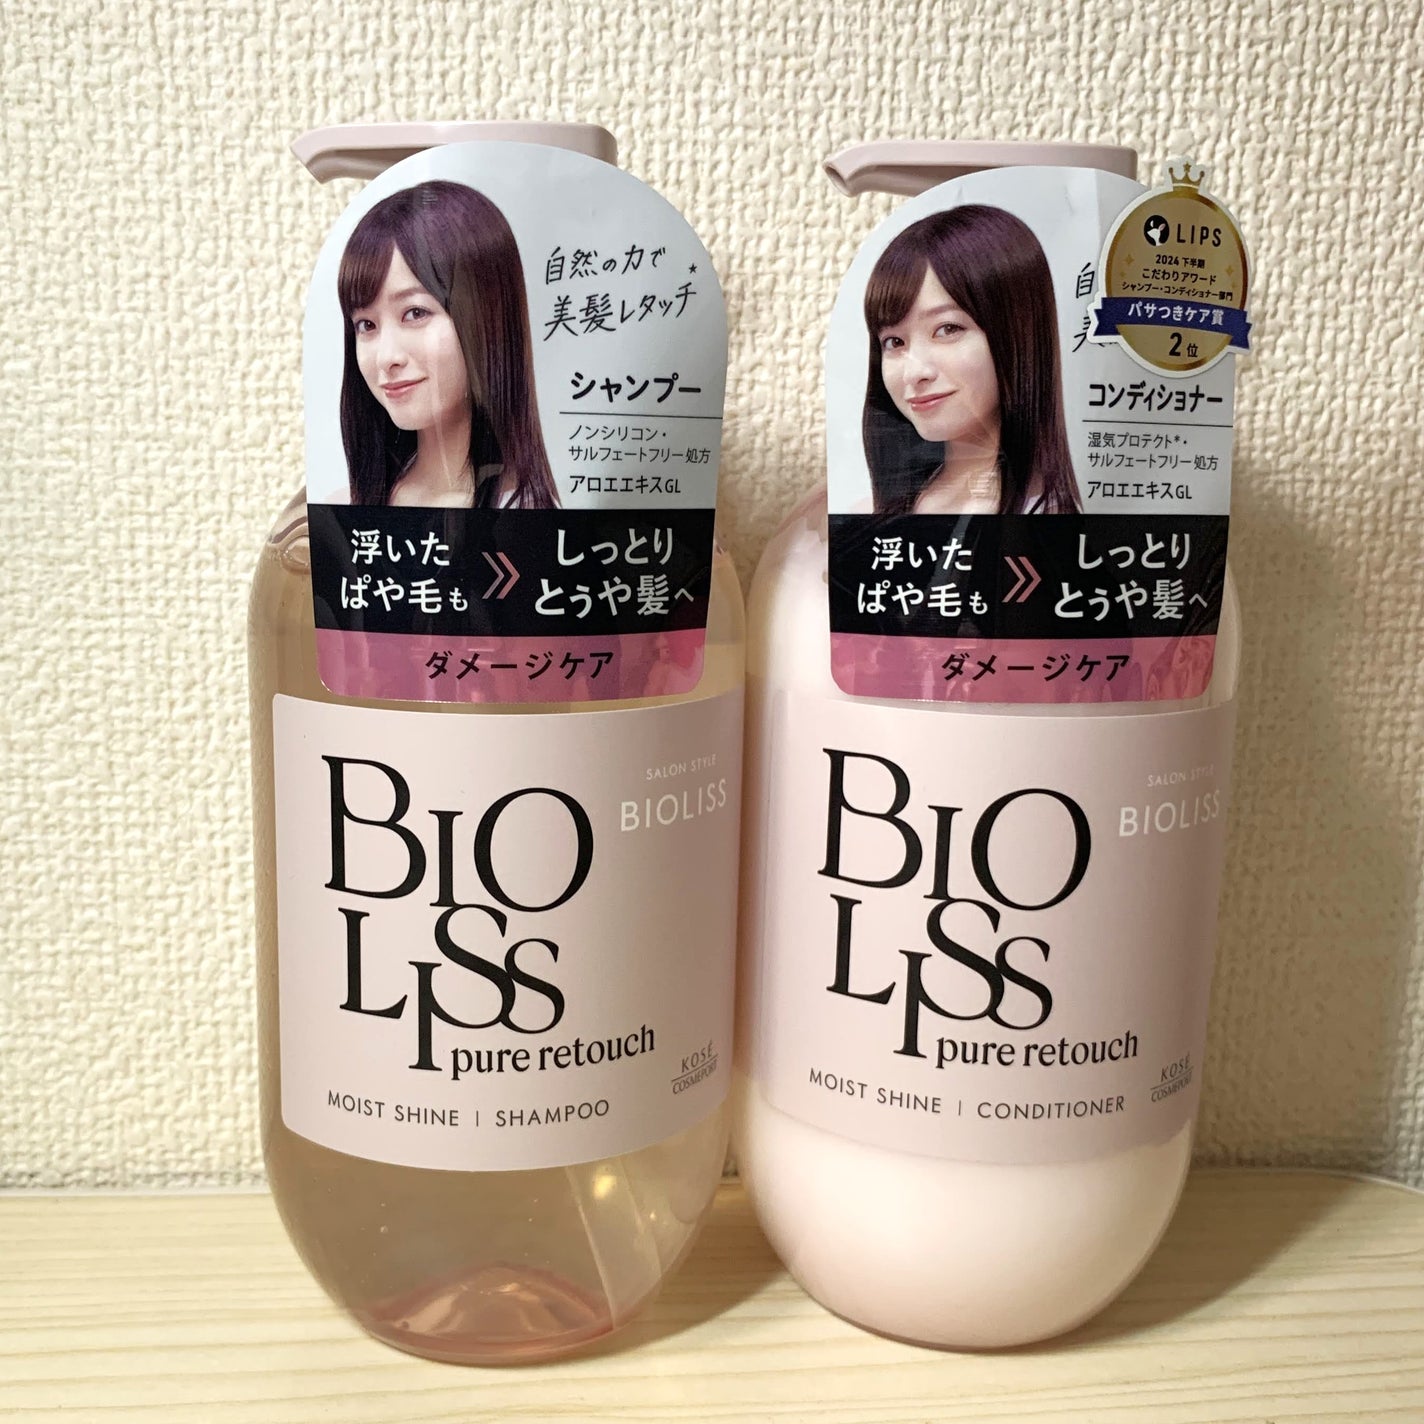 自然の力で
美髪レタッチ
シャンプー
ノンシリコン・
サルフェートフリー処方
アロエエキスGL
浮いた
ぱや毛も
しっとり
とぅや髪へ
ダメージケア
SALON STYLE
BIOLISS
BIO
LISS
pure retouch
KOSÉ
COSMEPORT
MOIST SHINE | SHAMPOO
LIPS
2024 下半期
こだわりアワード
シャンプー・コンディショナー部門
パサつきケア賞
2位
自
美
コンディショナー
湿気プロテクト*・
サルフェートフリー処方
アロエエキスGL
浮いた
ぱや毛も
しっとり
とぅや髪へ
ダメージケア
SALON STYLE
BIOLISS
BIO
LISS
pure retouch
KOSÉ
COSMEPORT
MOIST SHINE | CONDITIONER